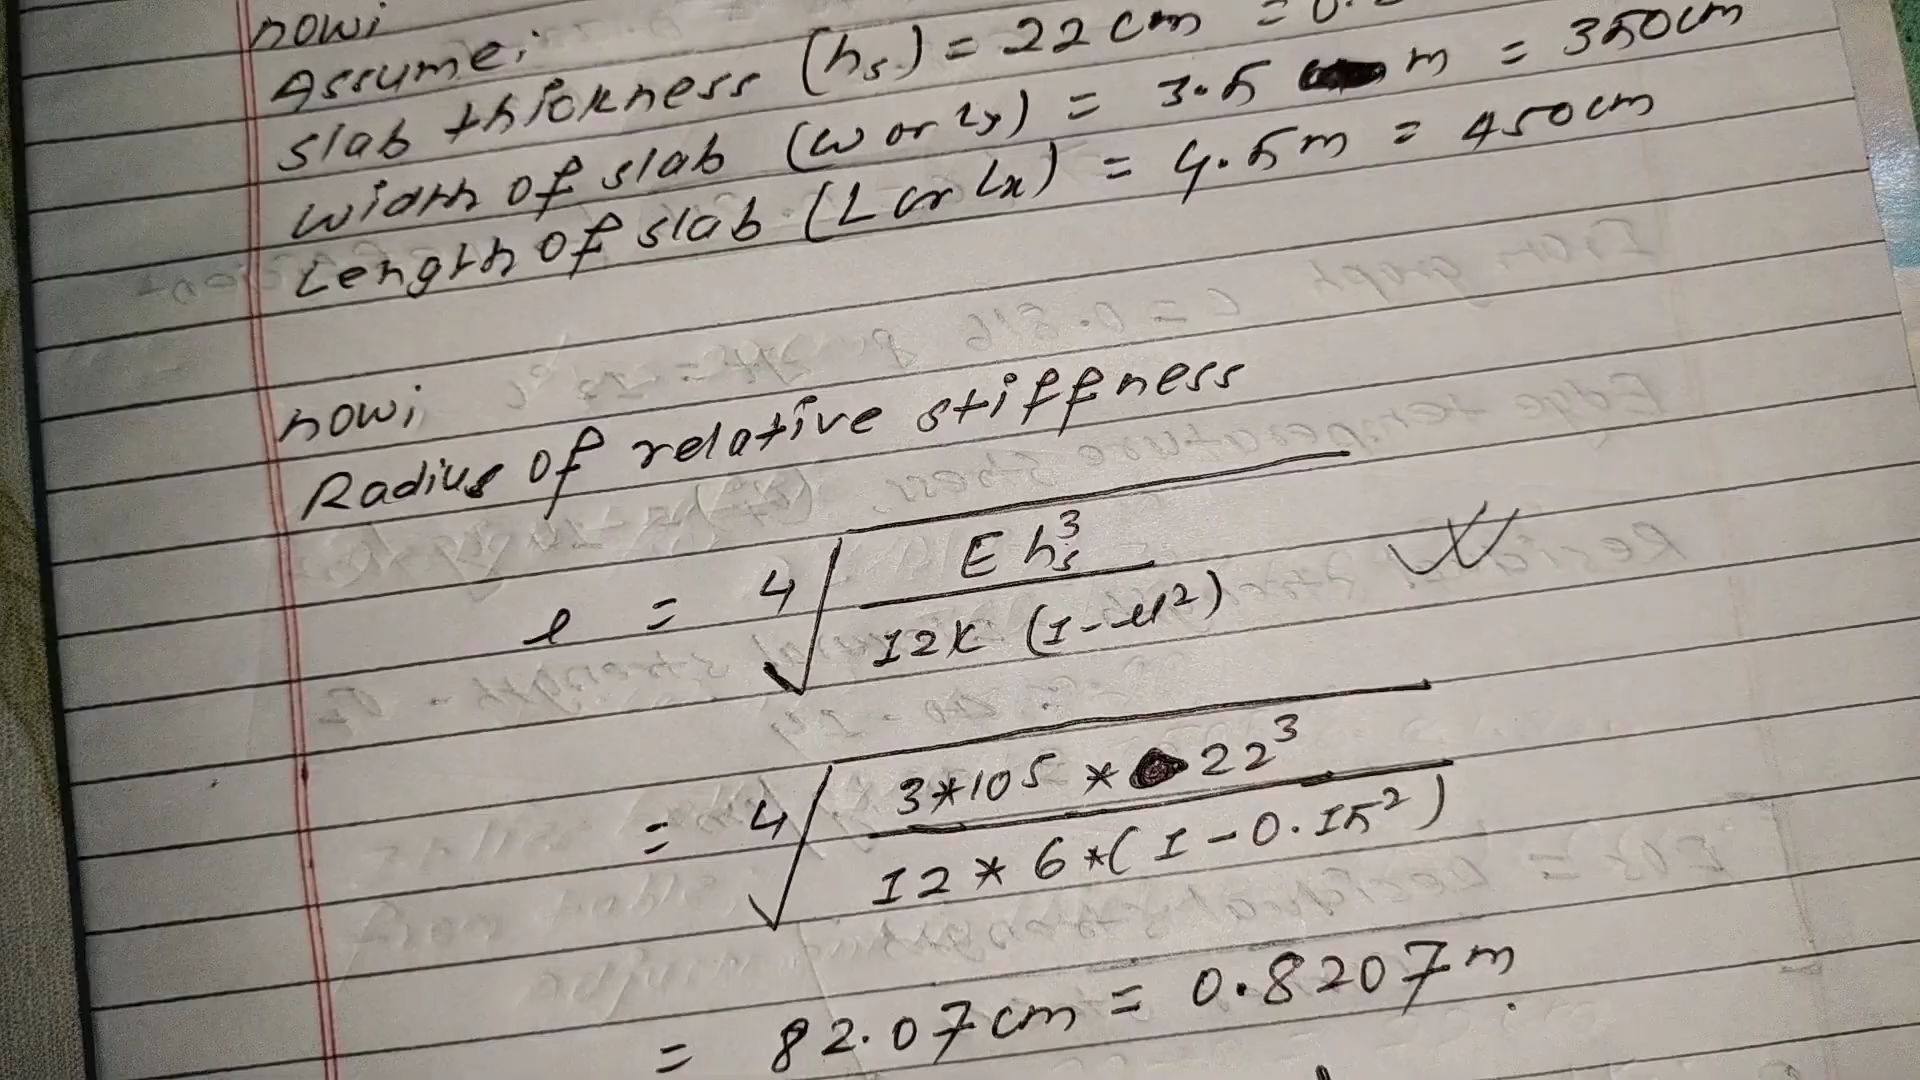 now;
Assume;
slab thickness (hs) = 22 cm = 0.
width of slab (w or Ly) = 3.5 m = 350cm
Length of slab (L or Lx) = 4.5m = 450cm
now;
Radius of relative stiffness
l = ⁴√(E hs³ / 12K (1-μ²))
= ⁴√(3*10⁵ * 22³ / 12 * 6 *(1-0.15²))
= 82.07cm = 0.8207m